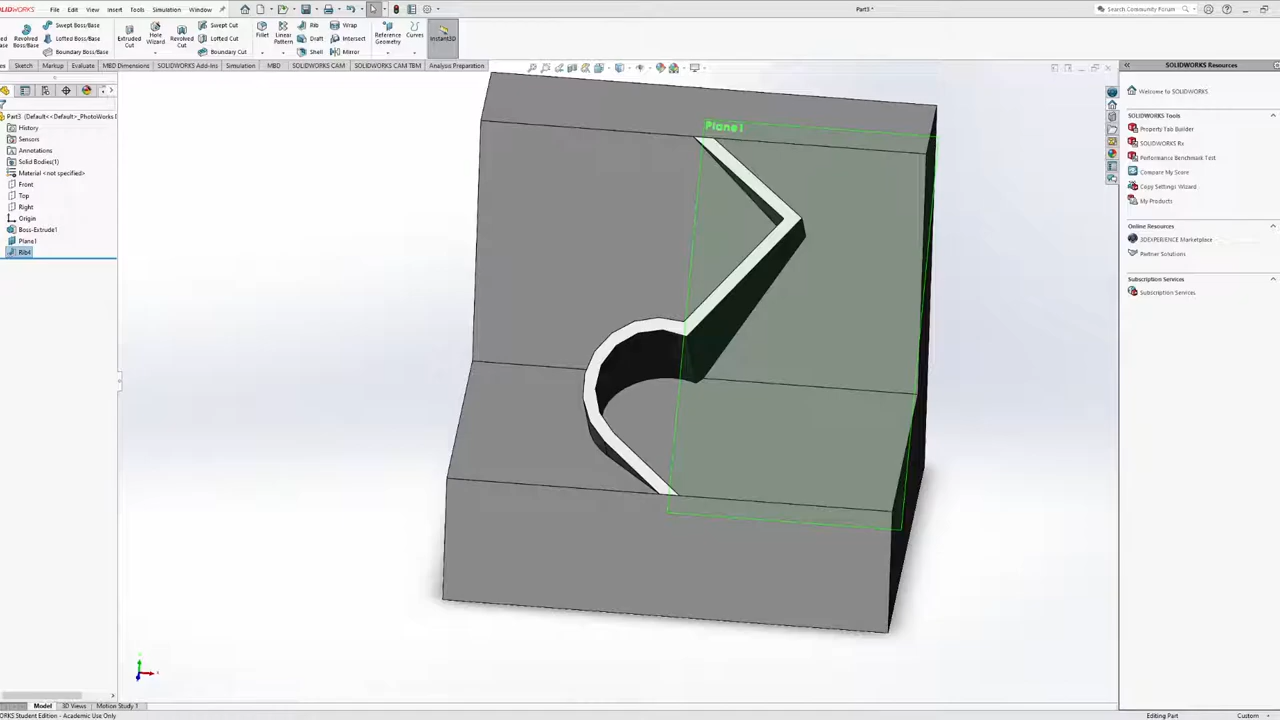 SOLIDWORKS
File Edit View Insert Tools Simulation Window
Part3 *
Search Community Forum
Revolved Boss/Base
Swept Boss/Base
Lofted Boss/Base
Boundary Boss/Base
Extruded Cut
Hole Wizard
Revolved Cut
Swept Cut
Lofted Cut
Boundary Cut
Fillet
Linear Pattern
Rib
Draft
Shell
Wrap
Intersect
Mirror
Reference Geometry
Curves
Instant3D
Sketch Markup Evaluate MBD Dimensions SOLIDWORKS Add-Ins Simulation MBD SOLIDWORKS CAM SOLIDWORKS CAM TBM Analysis Preparation
Part3 (Default<<Default>_PhotoWorks
History
Sensors
Annotations
Solid Bodies(1)
Material <not specified>
Front
Top
Right
Origin
Boss-Extrude1
Plane1
Rib4
Plane1
SOLIDWORKS Resources
Welcome to SOLIDWORKS
SOLIDWORKS Tools
Property Tab Builder
SOLIDWORKS Rx
Performance Benchmark Test
Compare My Score
Copy Settings Wizard
My Products
Online Resources
3DEXPERIENCE Marketplace
Partner Solutions
Subscription Services
Subscription Services
Model 3D Views Motion Study 1
ORKS Student Edition - Academic Use Only
Editing Part
Custom